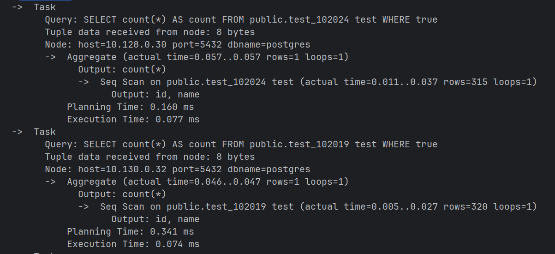 -> Task
Query: SELECT count(*) AS count FROM public.test_102024 test WHERE true
Tuple data received from node: 8 bytes
Node: host=10.128.0.30 port=5432 dbname=postgres
-> Aggregate (actual time=0.057..0.057 rows=1 loops=1)
Output: count(*)
-> Seq Scan on public.test_102024 test (actual time=0.011..0.037 rows=315 loops=1)
Output: id, name
Planning Time: 0.160 ms
Execution Time: 0.077 ms
-> Task
Query: SELECT count(*) AS count FROM public.test_102019 test WHERE true
Tuple data received from node: 8 bytes
Node: host=10.130.0.32 port=5432 dbname=postgres
-> Aggregate (actual time=0.046..0.047 rows=1 loops=1)
Output: count(*)
-> Seq Scan on public.test_102019 test (actual time=0.005..0.027 rows=320 loops=1)
Output: id, name
Planning Time: 0.341 ms
Execution Time: 0.074 ms